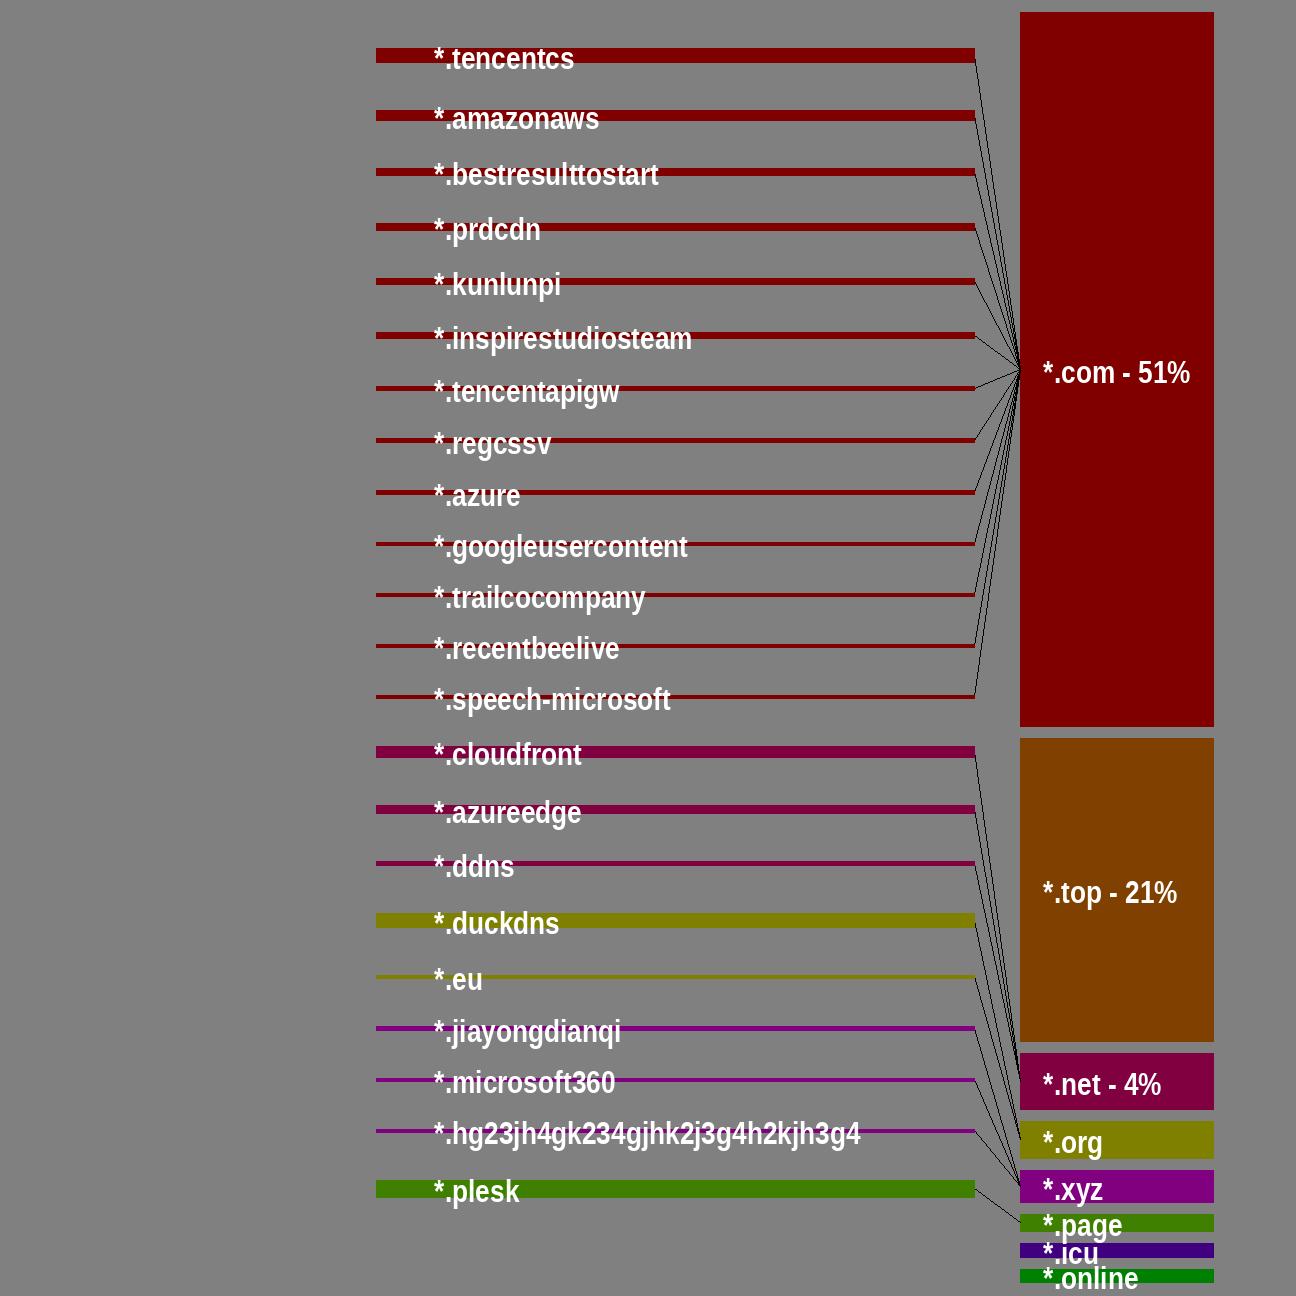 *.tencentcs
*.amazonaws
*.bestresulttostart
*.prdcdn
*.kunlunpi
*.inspirestudiosteam
*.tencentapigw
*.regcssv
*.azure
*.googleusercontent
*.trailcocompany
*.recentbeelive
*.speech-microsoft
*.cloudfront
*.azureedge
*.ddns
*.duckdns
*.eu
*.jiayongdianqi
*.microsoft360
*.hg23jh4gk234gjhk2j3g4h2kjh3g4
*.plesk
*.com - 51%
*.top - 21%
*.net - 4%
*.org
*.xyz
*.page
*.icu
*.online